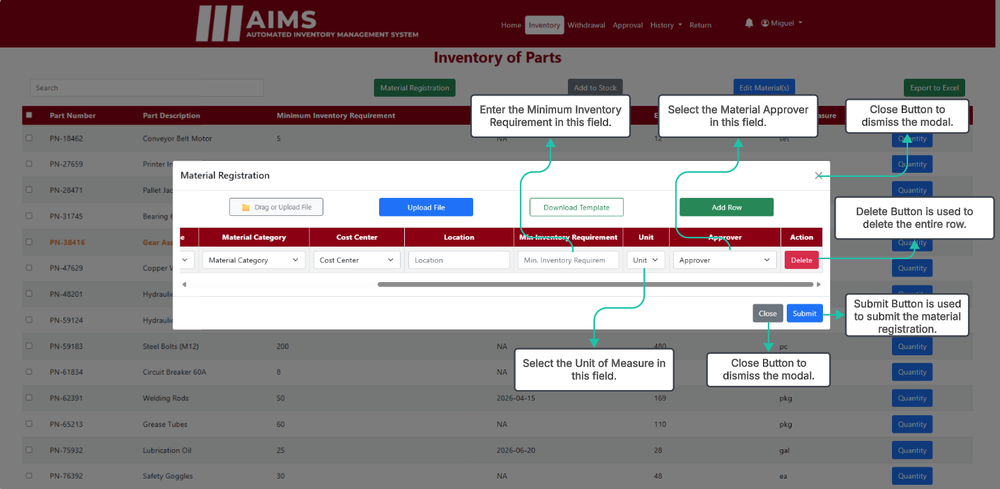 AIMS
AUTOMATED INVENTORY MANAGEMENT SYSTEM
Home Inventory Withdrawal Approval History Return
Miguel
Inventory of Parts
Search
Material Registration
Add to Stock
Edit Material(s)
Export to Excel
Part Number Part Description Minimum Inventory Requirement
Enter the Minimum Inventory
Requirement in this field.
Select the Material Approver
in this field.
Close Button to
dismiss the modal.
PN-18462 Conveyor Belt Motor 5 NA 12 set Quantity
PN-27659 Printer Quantity
PN-28471 Pallet Quantity
PN-31745 Bearing
PN-38416 Gear Quantity
PN-47629 Copper Quantity
PN-48201 Quantity
PN-59124
Material Registration
Drag or Upload File
Upload File
Download Template
Add Row
Delete Button is used to
delete the entire row.
e Material Category Cost Center Location Min Inventory Requirement Unit Approver Action
Material Category Cost Center Location Min. Inventory Requirem Unit Approver Delete
Close Submit
Submit Button is used
to submit the material
registration.
PN-59183 Steel Bolts (M12) 200 NA 480 pc Quantity
Select the Unit of Measure in
this field.
Close Button to
dismiss the modal.
PN-61834 Circuit Breaker 60A 8 NA Quantity
PN-62391 Welding Rods 50 2026-04-15 169 pkg Quantity
PN-65213 Grease Tubes 60 NA 110 pkg Quantity
PN-75932 Lubrication Oil 25 2026-06-20 28 gal Quantity
PN-76392 Safety Goggles 30 NA 48 ea Quantity